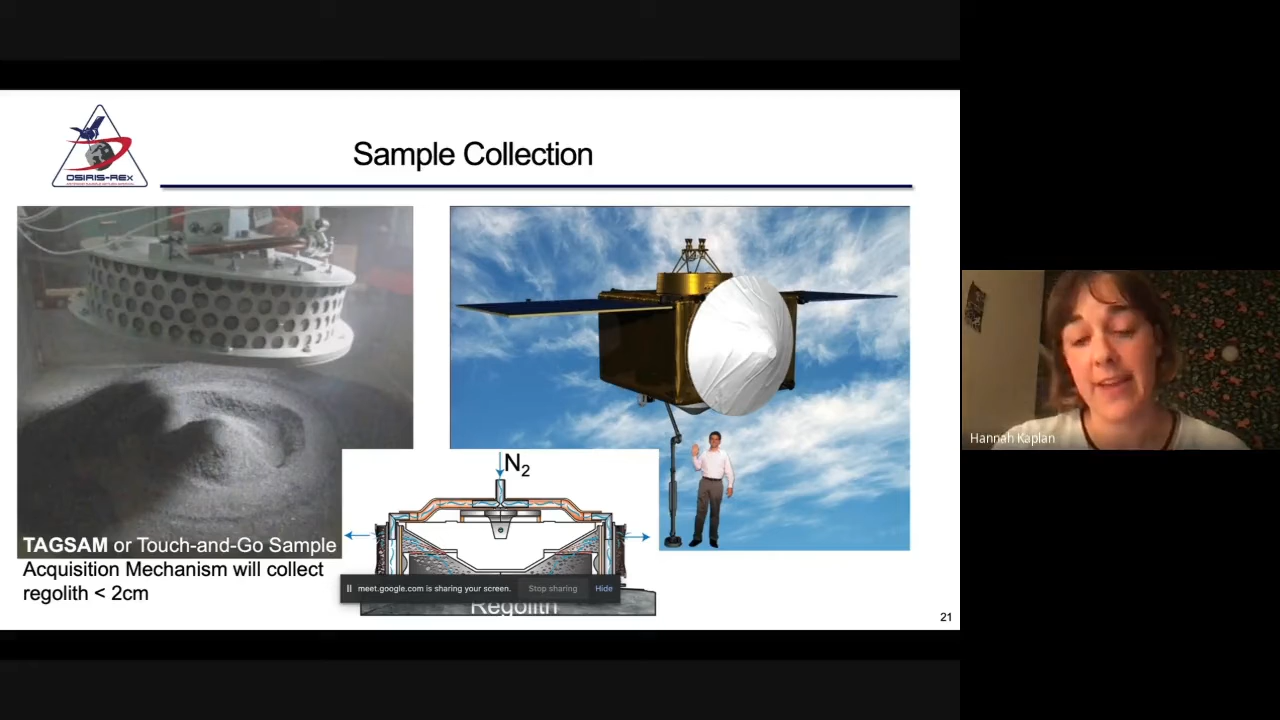 Sample Collection
OSIRIS-REx
N2
TAGSAM or Touch-and-Go Sample
Acquisition Mechanism will collect
regolith < 2cm
meet.google.com is sharing your screen. Stop sharing Hide
Regolith
21
Hannah Kaplan